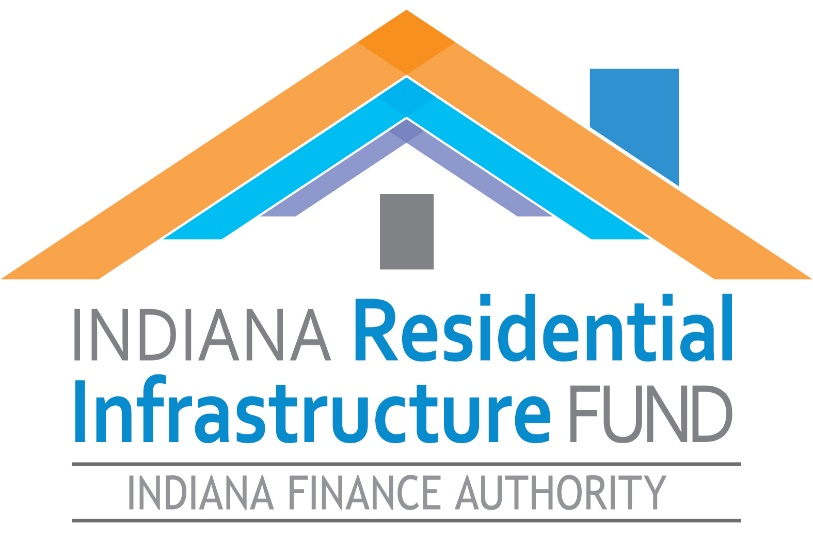 INDIANA Residential
Infrastructure FUND
INDIANA FINANCE AUTHORITY